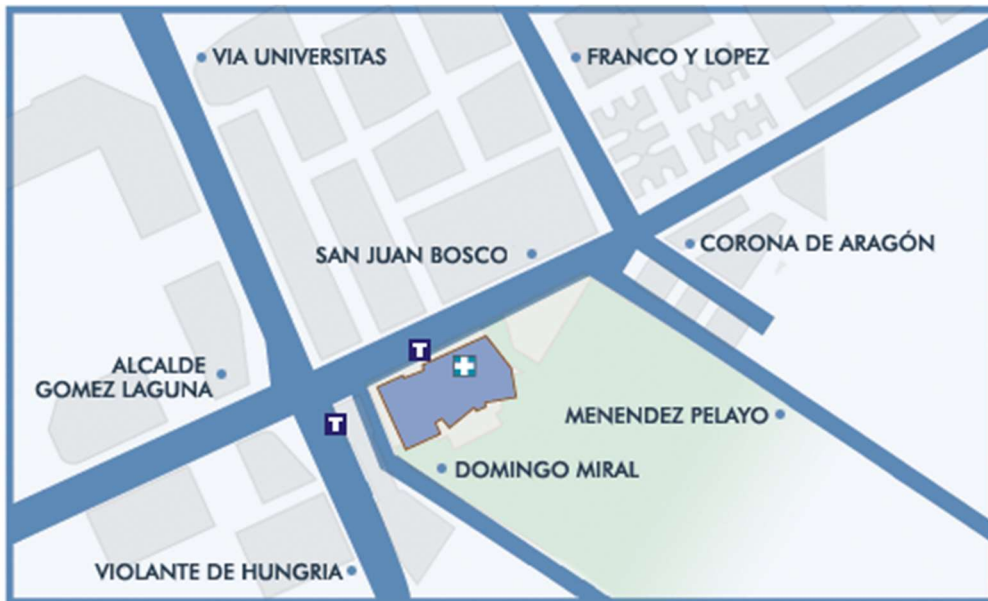 VIA UNIVERSITAS
FRANCO Y LOPEZ
SAN JUAN BOSCO
CORONA DE ARAGÓN
ALCALDE
GOMEZ LAGUNA
T
T
MENENDEZ PELAYO
DOMINGO MIRAL
VIOLANTE DE HUNGRIA